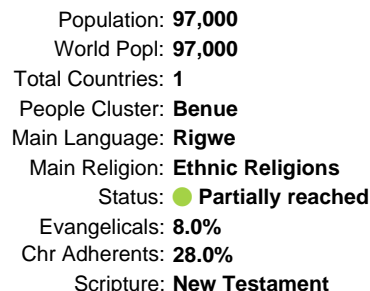 Population: 97,000
World Popl: 97,000
Total Countries: 1
People Cluster: Benue
Main Language: Rigwe
Main Religion: Ethnic Religions
Status: Partially reached
Evangelicals: 8.0%
Chr Adherents: 28.0%
Scripture: New Testament